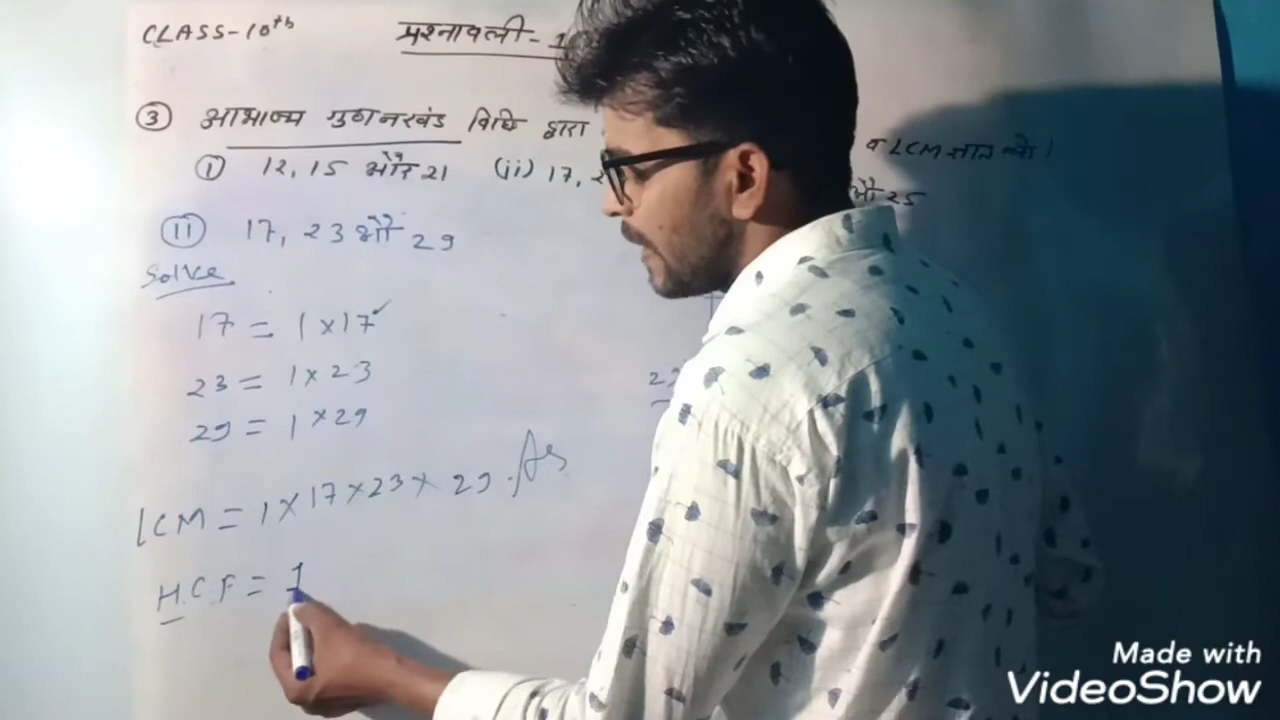 CLASS-10th प्रश्नावली-1
③ आभाज्य गुणनखंड विधि द्वारा व LCM ज्ञात करें।
① 12, 15 और 21 (ii) 17, 2 और 25
⑪ 17, 23 और 29
Solve
17 = 1×17
23 = 1×23
29 = 1×29
LCM = 1×17×23×29
H.C.F = 1
Made with
VideoShow